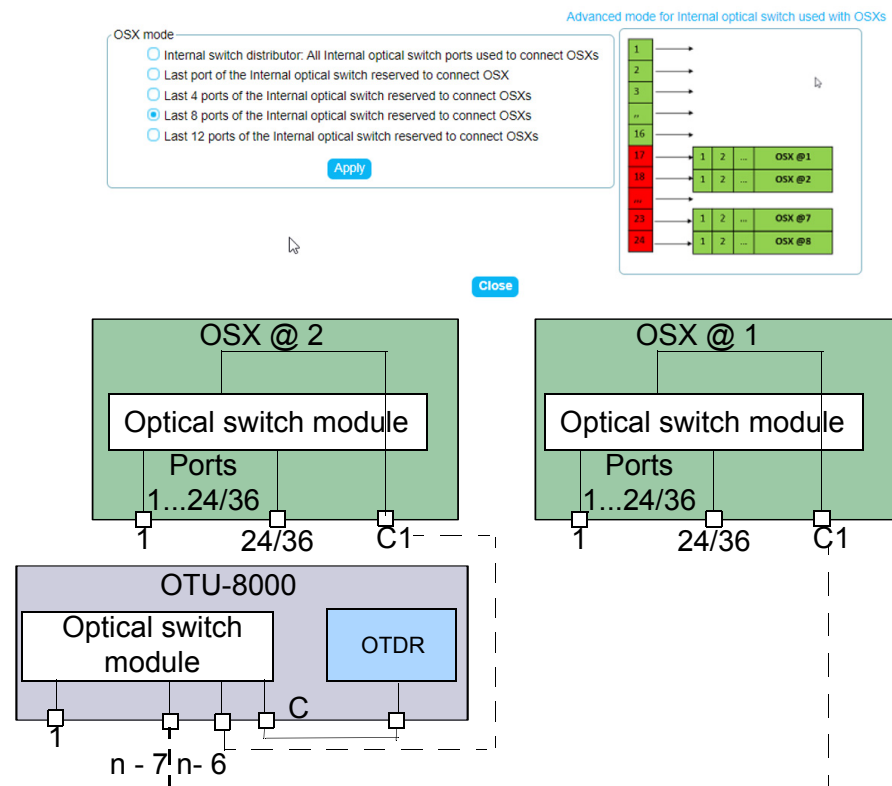 Advanced mode for Internal optical switch used with OSXs
OSX mode
Internal switch distributor: All Internal optical switch ports used to connect OSXs
Last port of the Internal optical switch reserved to connect OSX
Last 4 ports of the Internal optical switch reserved to connect OSXs
Last 8 ports of the Internal optical switch reserved to connect OSXs
Last 12 ports of the Internal optical switch reserved to connect OSXs
Apply
1
2
3
,,
16
17 1 2 ... OSX @1
18 1 2 ... OSX @2
,,,
23 1 2 ... OSX @7
24 1 2 ... OSX @8
Close
OSX @ 2
Optical switch module
Ports
1...24/36
1 24/36 C1
OSX @ 1
Optical switch module
Ports
1...24/36
1 24/36 C1
OTU-8000
Optical switch
module
OTDR
C
1
n - 7 n- 6